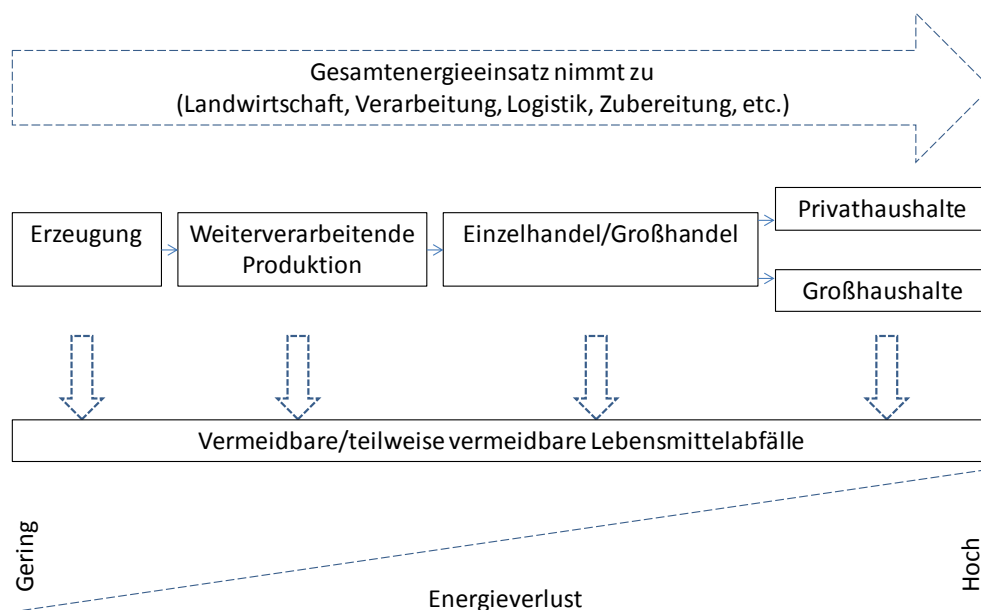 Gesamtenergieeinsatz nimmt zu
(Landwirtschaft, Verarbeitung, Logistik, Zubereitung, etc.)
Erzeugung
Weiterverarbeitende
Produktion
Einzelhandel/Großhandel
Privathaushalte
Großhaushalte
Vermeidbare/teilweise vermeidbare Lebensmittelabfälle
Gering
Hoch
Energieverlust